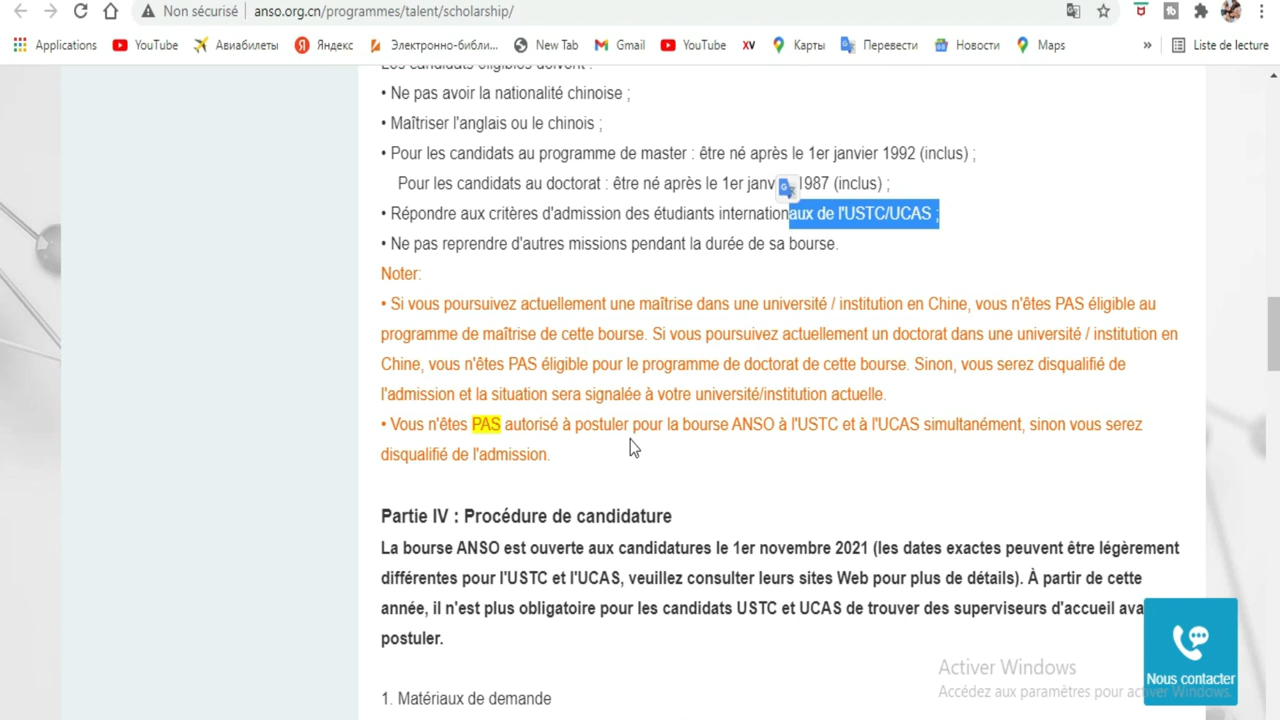 Non sécurisé | anso.org.cn/programmes/talent/scholarship/
Applications YouTube Авиабилеты Яндекс Электронно-библи... New Tab Gmail YouTube XV Карты Перевести Новости Maps » Liste de lecture
Les candidats éligibles doivent :
• Ne pas avoir la nationalité chinoise ;
• Maîtriser l'anglais ou le chinois ;
• Pour les candidats au programme de master : être né après le 1er janvier 1992 (inclus) ;
Pour les candidats au doctorat : être né après le 1er janv 1987 (inclus) ;
• Répondre aux critères d'admission des étudiants internationaux de l'USTC/UCAS ;
• Ne pas reprendre d'autres missions pendant la durée de sa bourse.
Noter:
• Si vous poursuivez actuellement une maîtrise dans une université / institution en Chine, vous n'êtes PAS éligible au
programme de maîtrise de cette bourse. Si vous poursuivez actuellement un doctorat dans une université / institution en
Chine, vous n'êtes PAS éligible pour le programme de doctorat de cette bourse. Sinon, vous serez disqualifié de
l'admission et la situation sera signalée à votre université/institution actuelle.
• Vous n'êtes PAS autorisé à postuler pour la bourse ANSO à l'USTC et à l'UCAS simultanément, sinon vous serez
disqualifié de l'admission.
Partie IV : Procédure de candidature
La bourse ANSO est ouverte aux candidatures le 1er novembre 2021 (les dates exactes peuvent être légèrement
différentes pour l'USTC et l'UCAS, veuillez consulter leurs sites Web pour plus de détails). À partir de cette
année, il n'est plus obligatoire pour les candidats USTC et UCAS de trouver des superviseurs d'accueil ava
postuler.
Nous contacter
Activer Windows
Accédez aux paramètres pour activer Windows.
1. Matériaux de demande